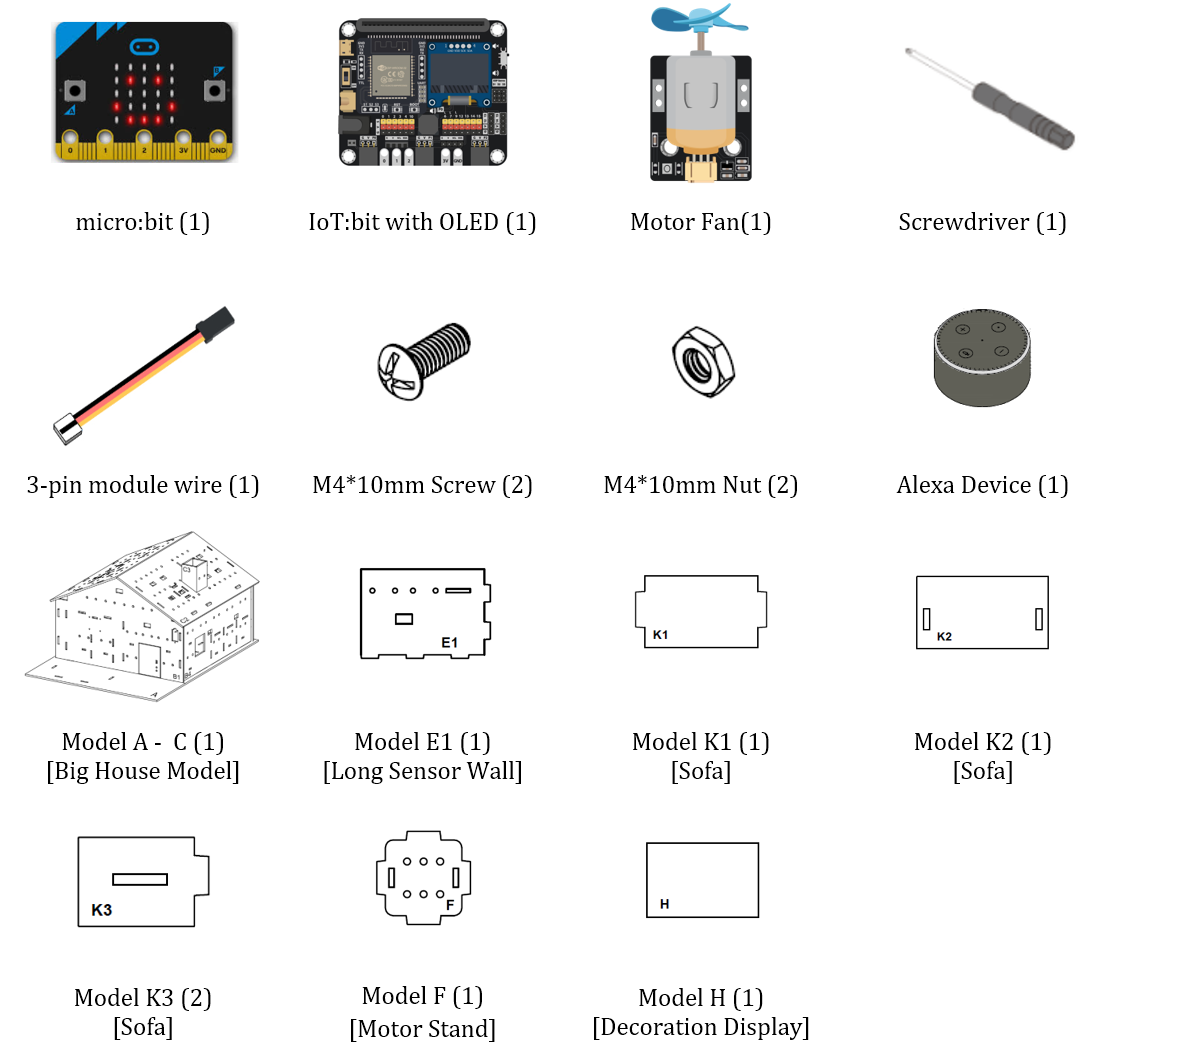 0 1 2 3V GND
micro:bit (1)
IoT:bit with OLED (1)
Motor Fan(1)
Screwdriver (1)
3-pin module wire (1)
M4*10mm Screw (2)
M4*10mm Nut (2)
Alexa Device (1)
B1
A
E1
K1
K2
Model A - C (1)
[Big House Model]
Model E1 (1)
[Long Sensor Wall]
Model K1 (1)
[Sofa]
Model K2 (1)
[Sofa]
K3
F
H
Model K3 (2)
[Sofa]
Model F (1)
[Motor Stand]
Model H (1)
[Decoration Display]